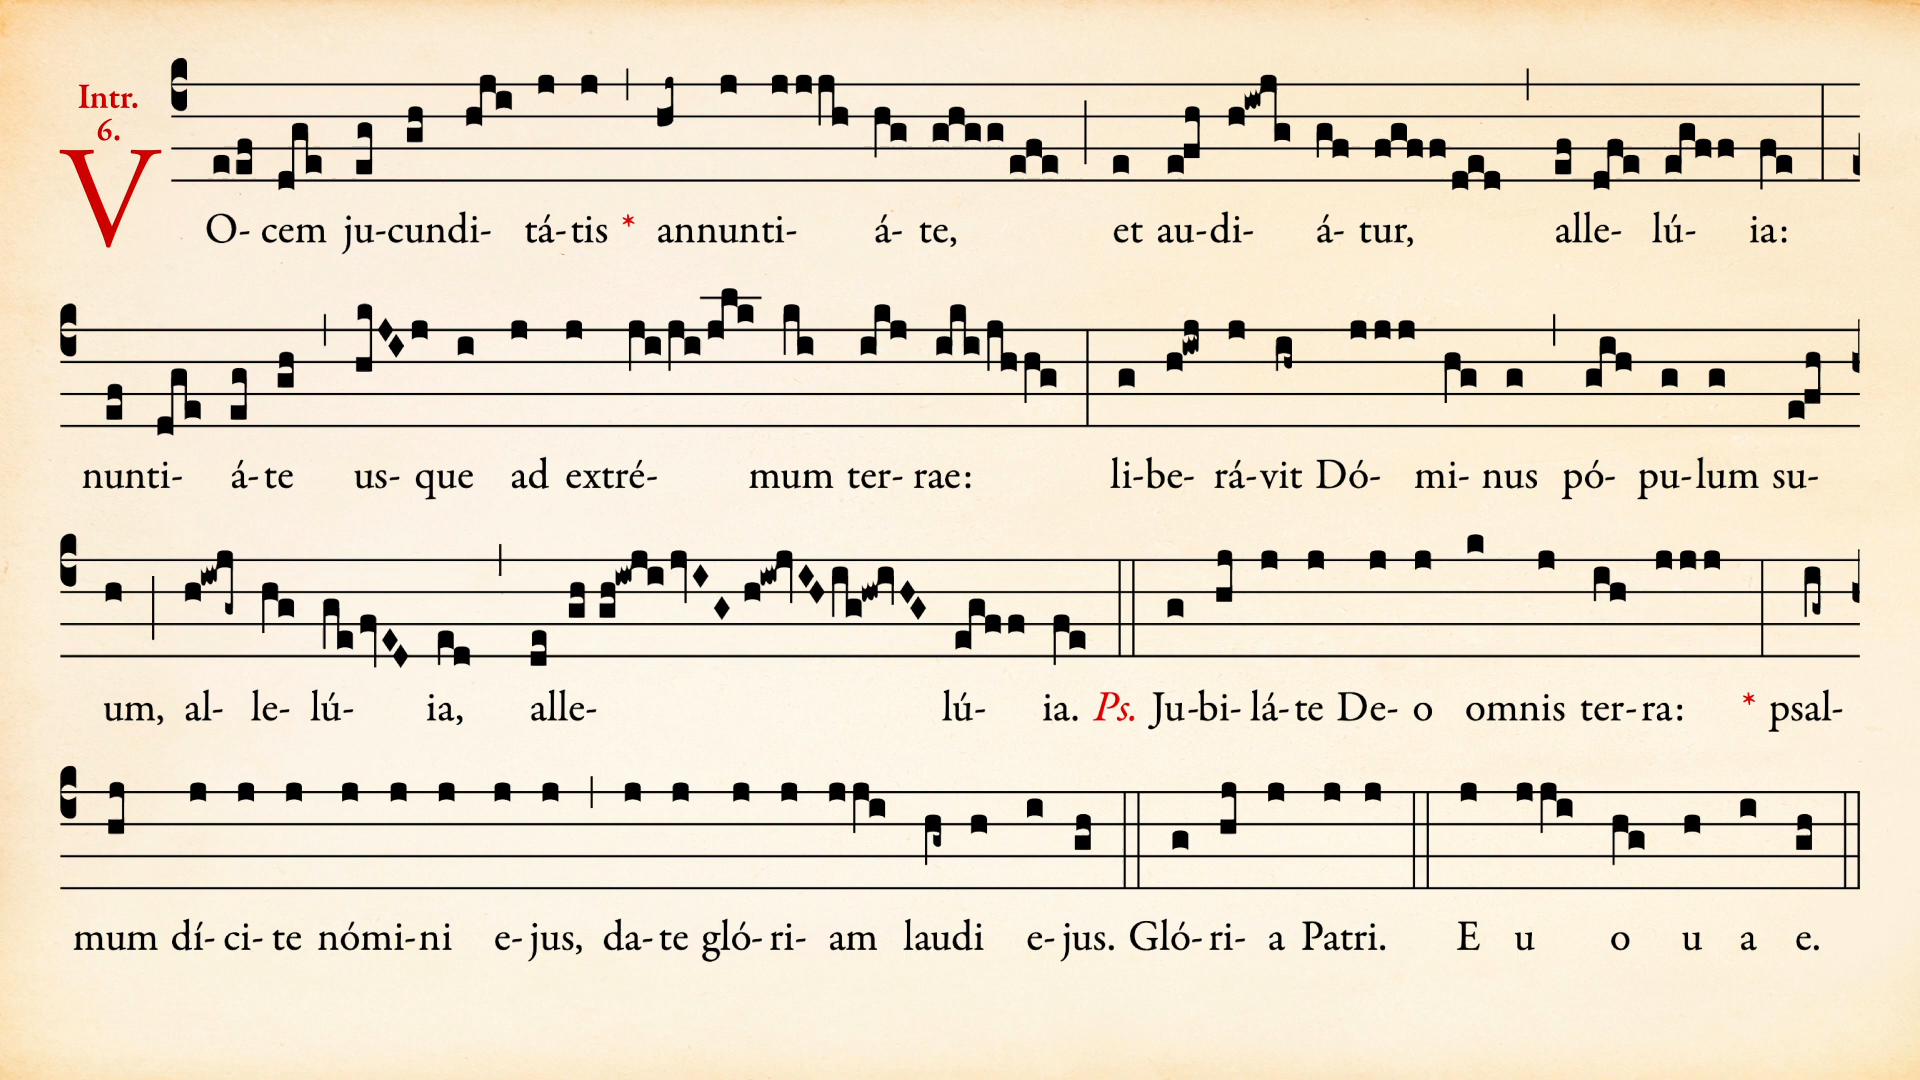 Intr.
6.
VO- cem ju-cundi- tá-tis * annunti- á- te, et au-di- á- tur, alle- lú- ia:
nunti- á-te us- que ad extré- mum ter- rae: li-be- rá-vit Dó- mi- nus pó- pu-lum su-
um, al- le- lú- ia, alle- lú- ia. Ps. Ju-bi- lá-te De- o omnis ter-ra: * psal-
mum dí- ci- te nómi-ni e-jus, da-te gló-ri- am laudi e-jus. Gló-ri- a Patri. E u o u a e.